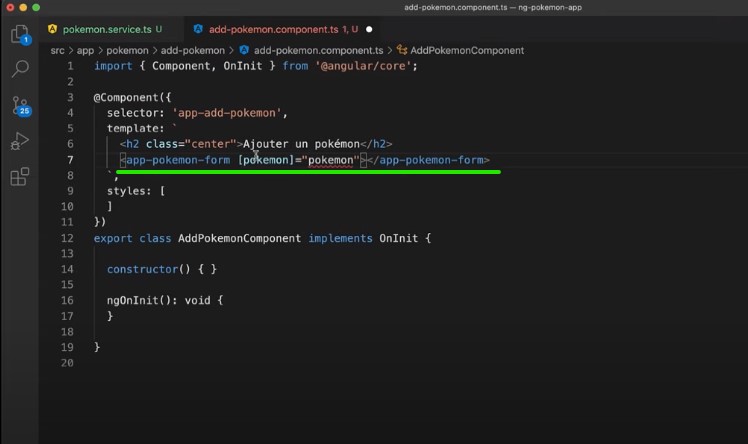 add-pokemon.component.ts — ng-pokemon-app
pokemon.service.ts U
add-pokemon.component.ts 1, U
src > app > pokemon > add-pokemon > add-pokemon.component.ts > AddPokemonComponent
1 import { Component, OnInit } from '@angular/core';
2
3 @Component({
4 selector: 'app-add-pokemon',
5 template: `
6 <h2 class="center">Ajouter un pokémon</h2>
7 <app-pokemon-form [pokemon]="pokemon"></app-pokemon-form>
8 `,
9 styles: [
10 ]
11 })
12 export class AddPokemonComponent implements OnInit {
13
14 constructor() { }
15
16 ngOnInit(): void {
17 }
18
19 }
20
1
25